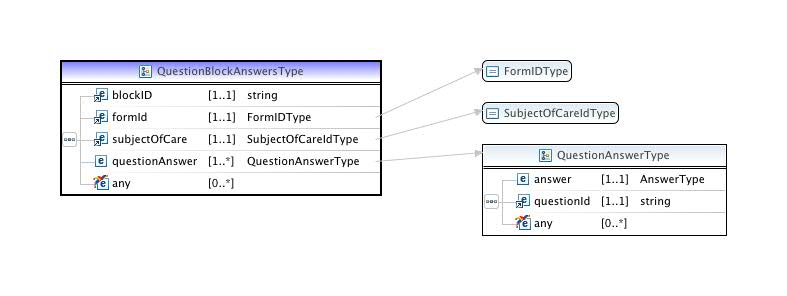 QuestionBlockAnswersType
blockID [1..1] string
formId [1..1] FormIDType
subjectOfCare [1..1] SubjectOfCareIdType
questionAnswer [1..*] QuestionAnswerType
any [0..*]
FormIDType
SubjectOfCareIdType
QuestionAnswerType
answer [1..1] AnswerType
questionId [1..1] string
any [0..*]